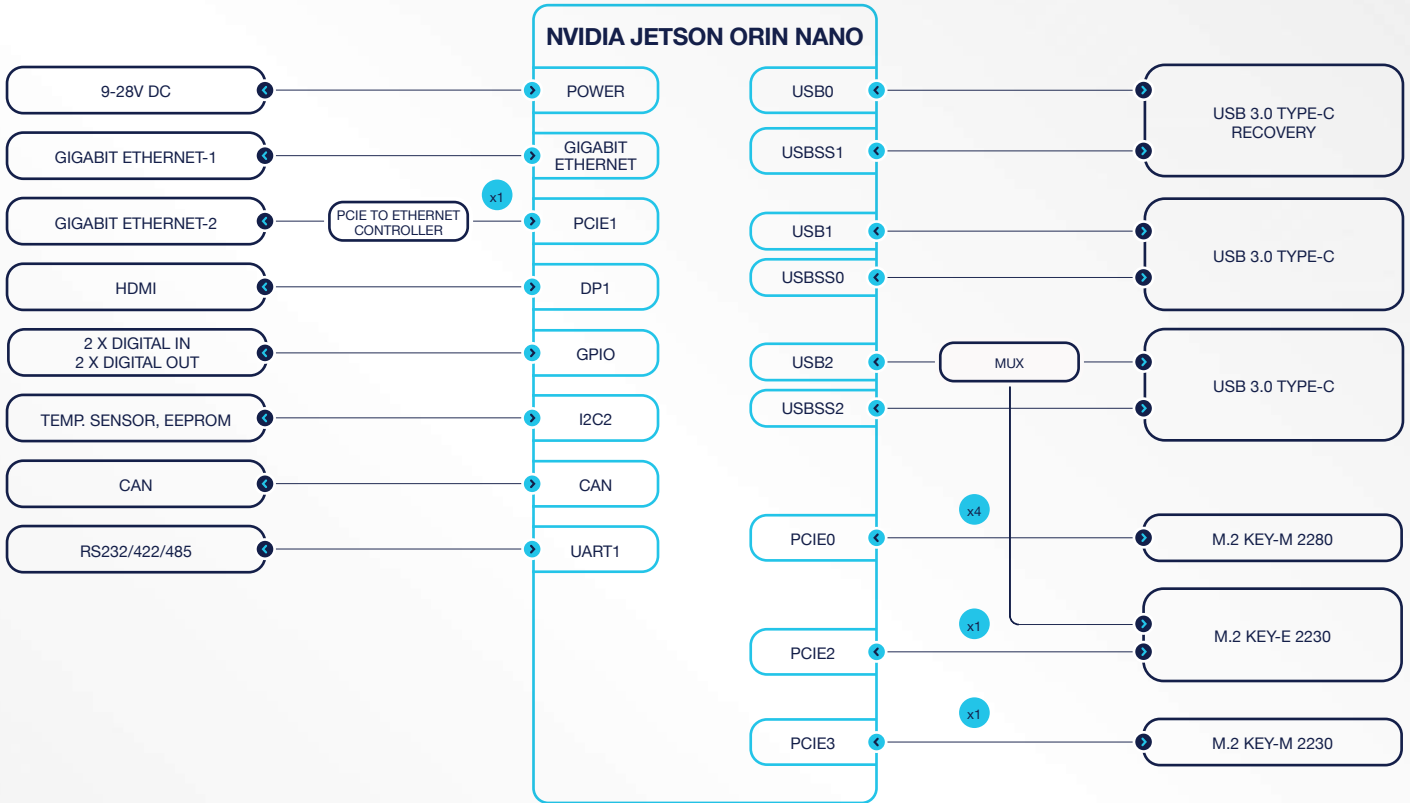 NVIDIA JETSON ORIN NANO
9-28V DC
POWER
GIGABIT ETHERNET-1
GIGABIT
ETHERNET
GIGABIT ETHERNET-2
PCIE TO ETHERNET
CONTROLLER
x1
PCIE1
HDMI
DP1
2 X DIGITAL IN
2 X DIGITAL OUT
GPIO
TEMP. SENSOR, EEPROM
I2C2
CAN
CAN
RS232/422/485
UART1
USB0
USBSS1
USB 3.0 TYPE-C
RECOVERY
USB1
USBSS0
USB 3.0 TYPE-C
USB2
MUX
USBSS2
USB 3.0 TYPE-C
PCIE0
x4
M.2 KEY-M 2280
PCIE2
x1
M.2 KEY-E 2230
PCIE3
x1
M.2 KEY-M 2230